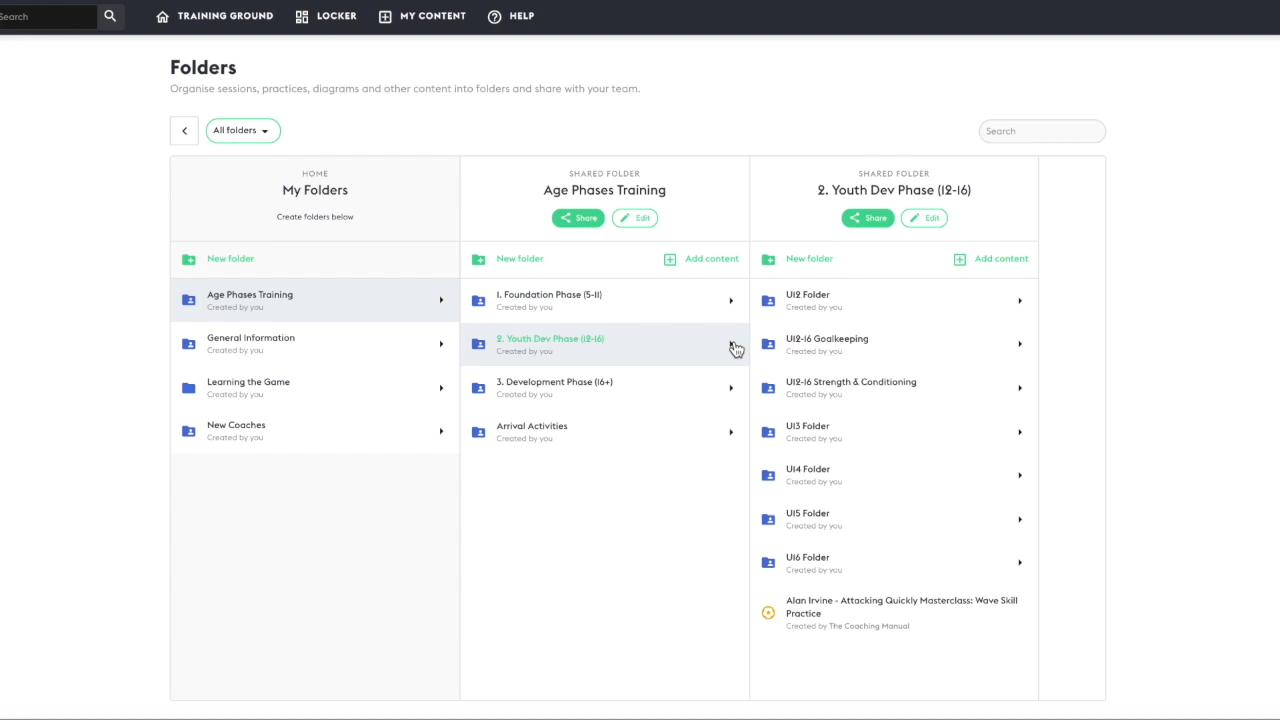 Search
TRAINING GROUND
LOCKER
MY CONTENT
HELP
Folders
Organise sessions, practices, diagrams and other content into folders and share with your team.
All folders
Search
HOME
My Folders
Create folders below
New folder
Age Phases Training
Created by you
General Information
Created by you
Learning the Game
Created by you
New Coaches
Created by you
SHARED FOLDER
Age Phases Training
Share
Edit
New folder
Add content
1. Foundation Phase (5-11)
Created by you
2. Youth Dev Phase (12-16)
Created by you
3. Development Phase (16+)
Created by you
Arrival Activities
Created by you
SHARED FOLDER
2. Youth Dev Phase (12-16)
Share
Edit
New folder
Add content
U12 Folder
Created by you
U12-16 Goalkeeping
Created by you
U12-16 Strength & Conditioning
Created by you
U13 Folder
Created by you
U14 Folder
Created by you
U15 Folder
Created by you
U16 Folder
Created by you
Alan Irvine - Attacking Quickly Masterclass: Wave Skill
Practice
Created by The Coaching Manual